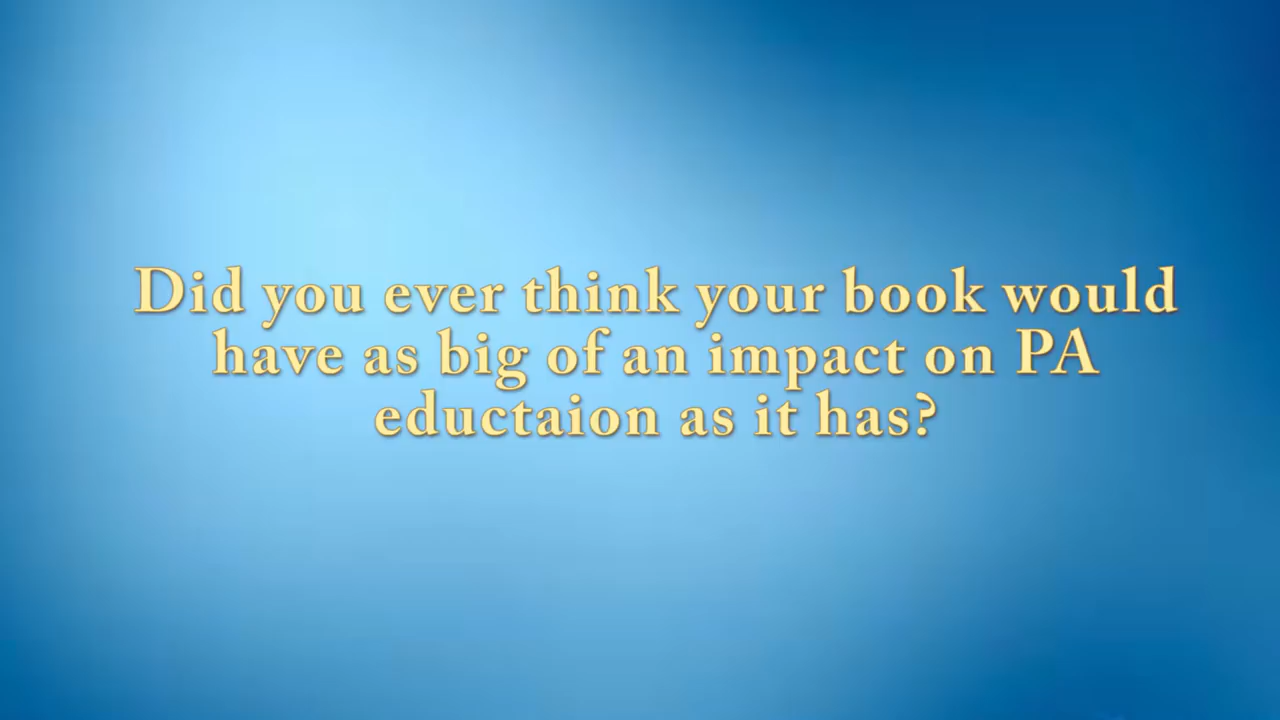 Did you ever think your book would
have as big of an impact on PA
eductaion as it has?